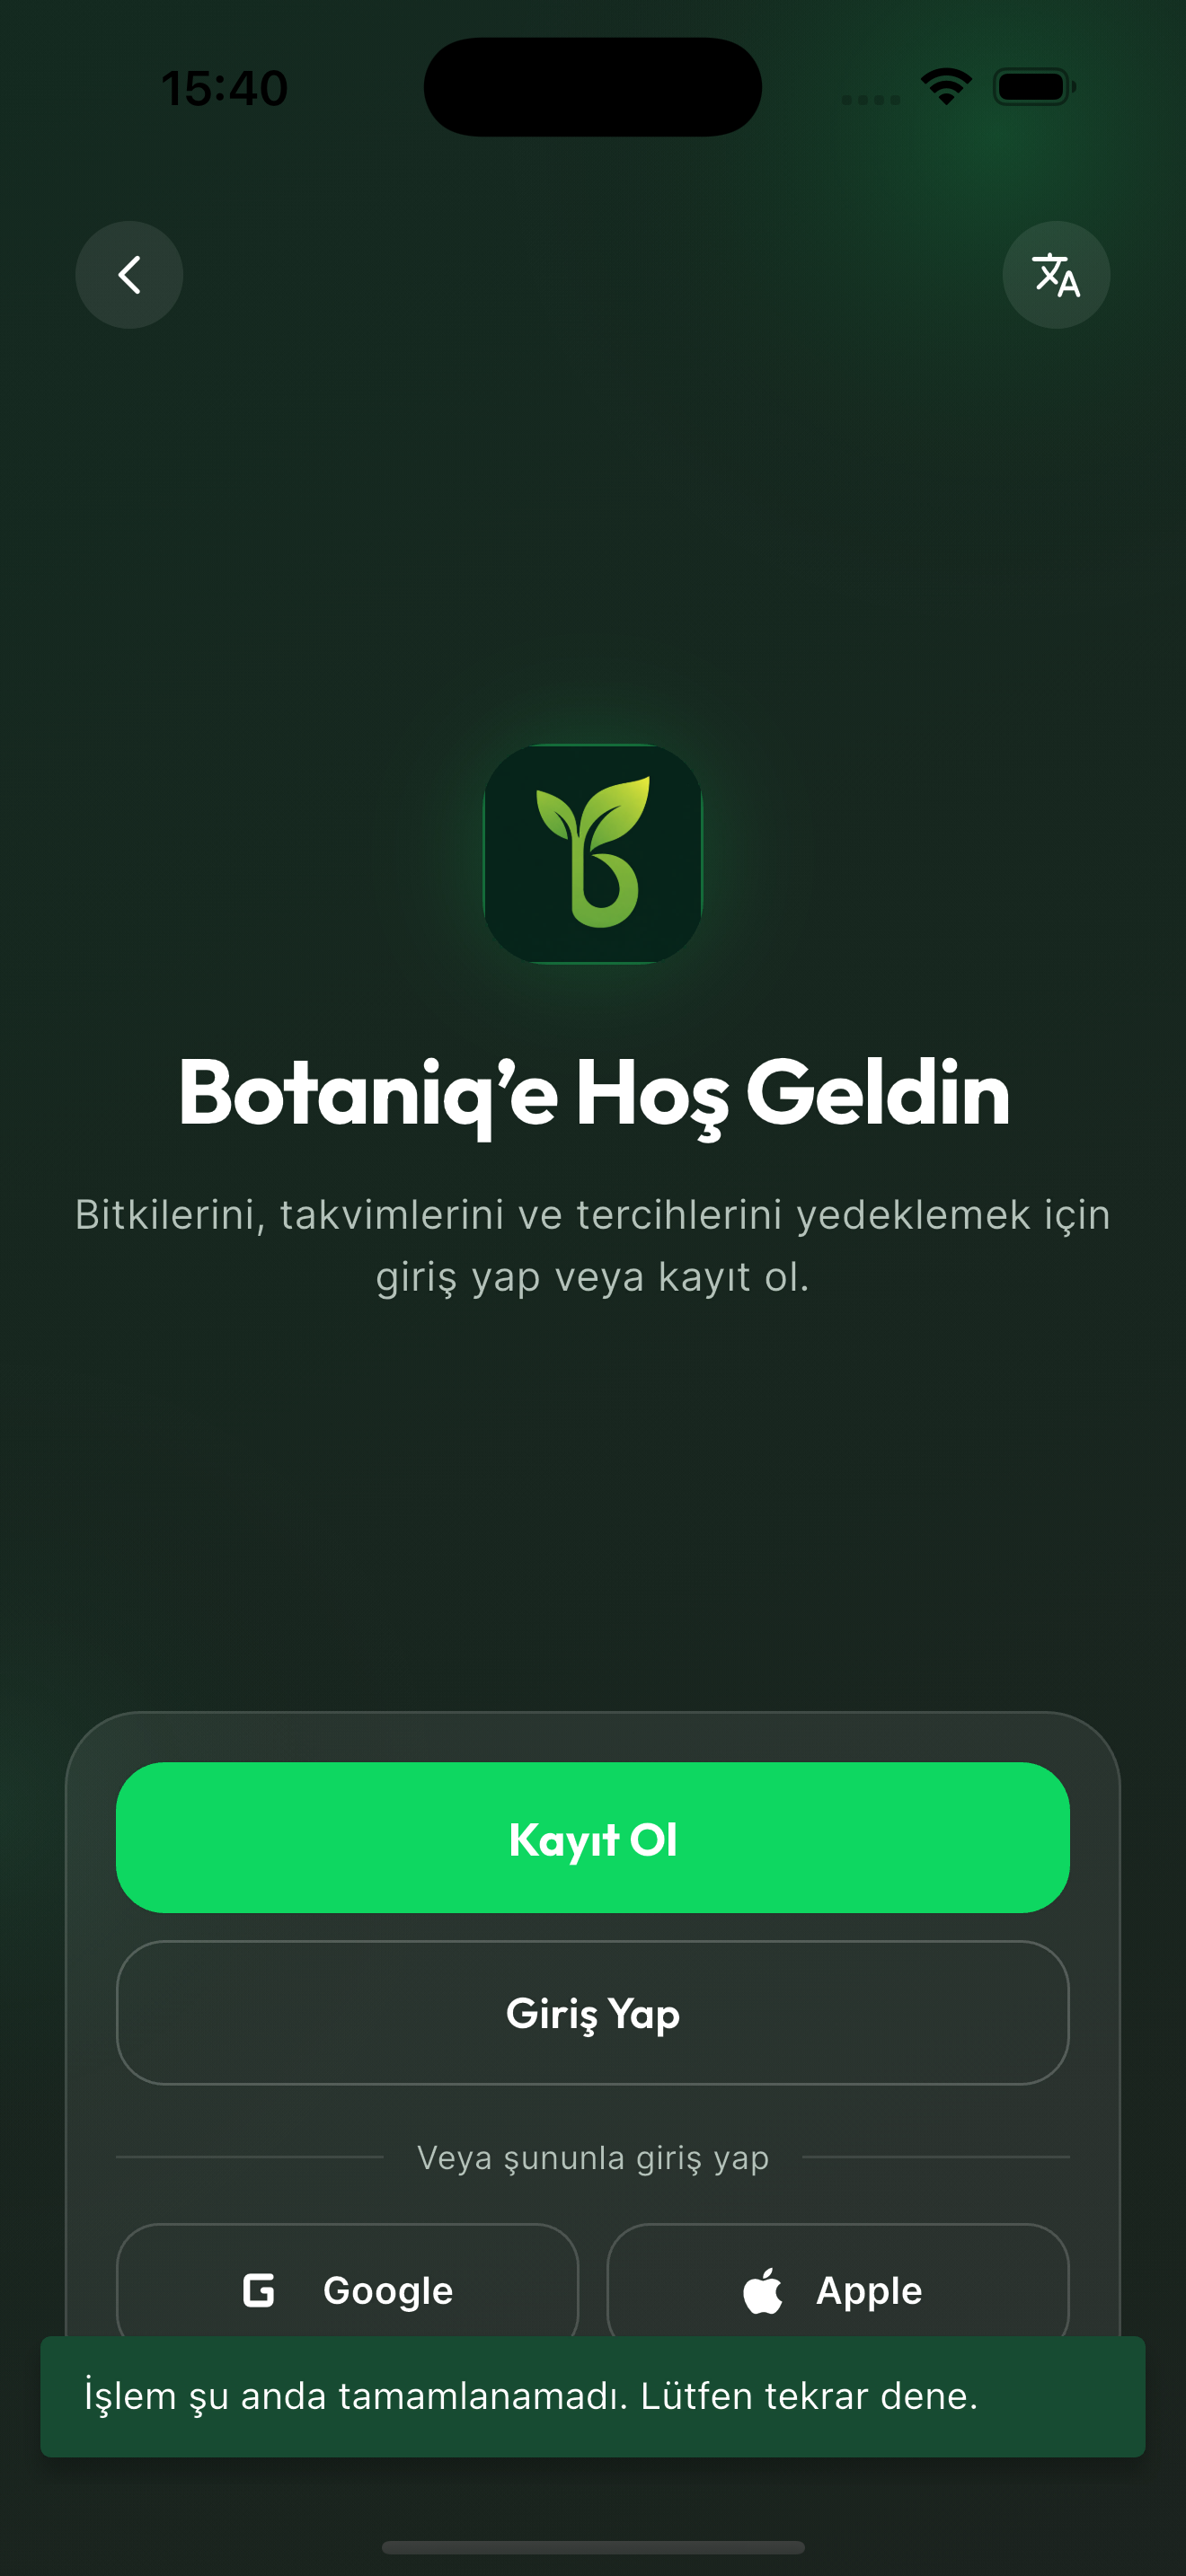 15:40
Botaniq’e Hoş Geldin
Bitkilerini, takvimlerini ve tercihlerini yedeklemek için
giriş yap veya kayıt ol.
Kayıt Ol
Giriş Yap
Veya şununla giriş yap
Google
Apple
İşlem şu anda tamamlanamadı. Lütfen tekrar dene.